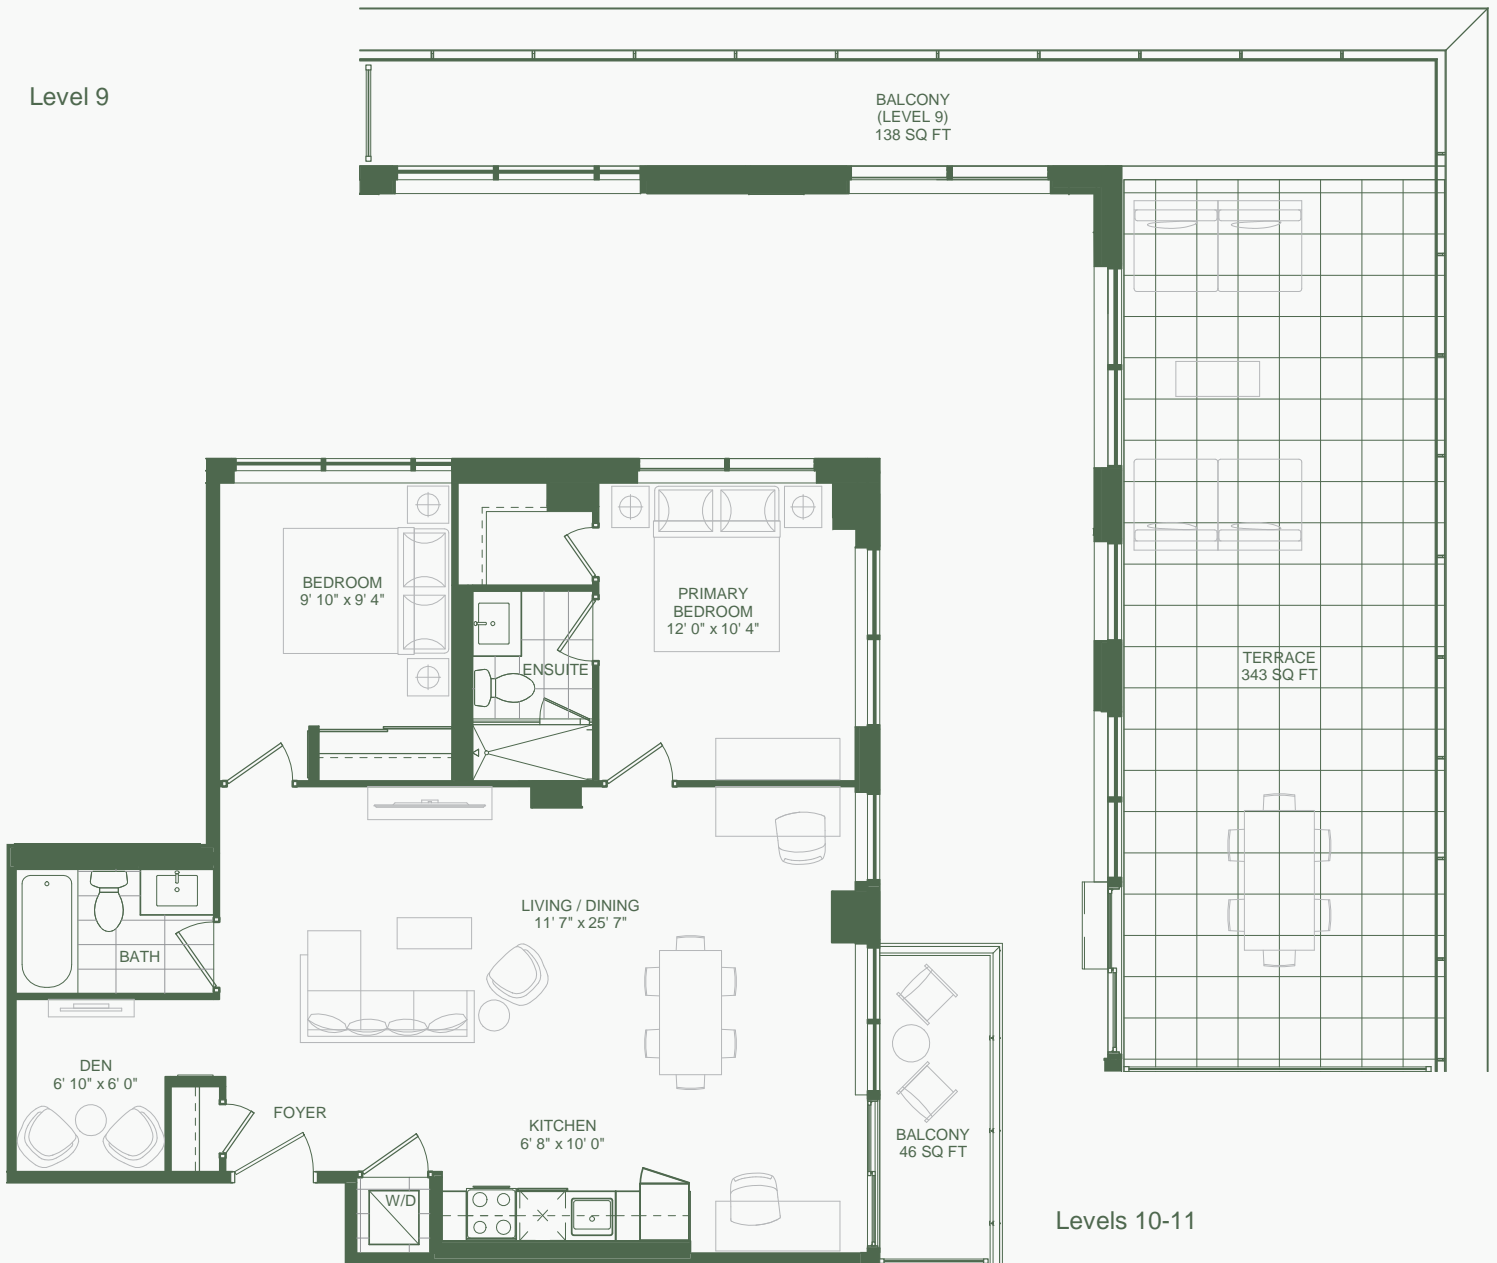 Level 9
BALCONY
(LEVEL 9)
138 SQ FT
BEDROOM
9' 10" x 9' 4"
PRIMARY
BEDROOM
12' 0" x 10' 4"
ENSUITE
TERRACE
343 SQ FT
LIVING / DINING
11' 7" x 25' 7"
BATH
DEN
6' 10" x 6' 0"
FOYER
KITCHEN
6' 8" x 10' 0"
BALCONY
46 SQ FT
W/D
Levels 10-11